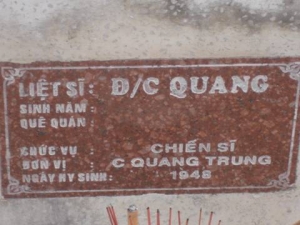 LIỆT SĨ : Đ/C QUANG
SINH NĂM :
QUÊ QUÁN :
CHỨC VỤ : CHIẾN SĨ
ĐƠN VỊ : C QUANG TRUNG
NGÀY HY SINH : 1948